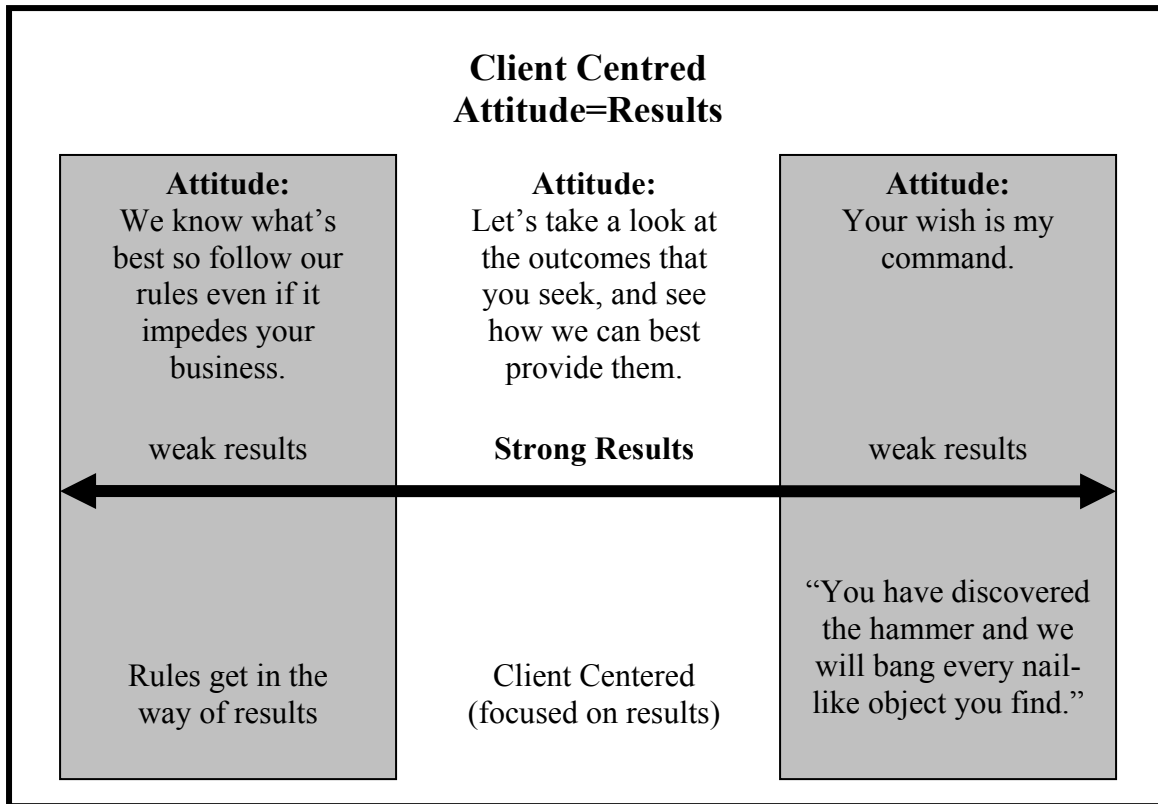 Client Centred
Attitude=Results
Attitude:
We know what’s
best so follow our
rules even if it
impedes your
business.
weak results
Rules get in the
way of results
Attitude:
Let’s take a look at
the outcomes that
you seek, and see
how we can best
provide them.
Strong Results
Client Centered
(focused on results)
Attitude:
Your wish is my
command.
weak results
“You have discovered
the hammer and we
will bang every nail-
like object you find.”